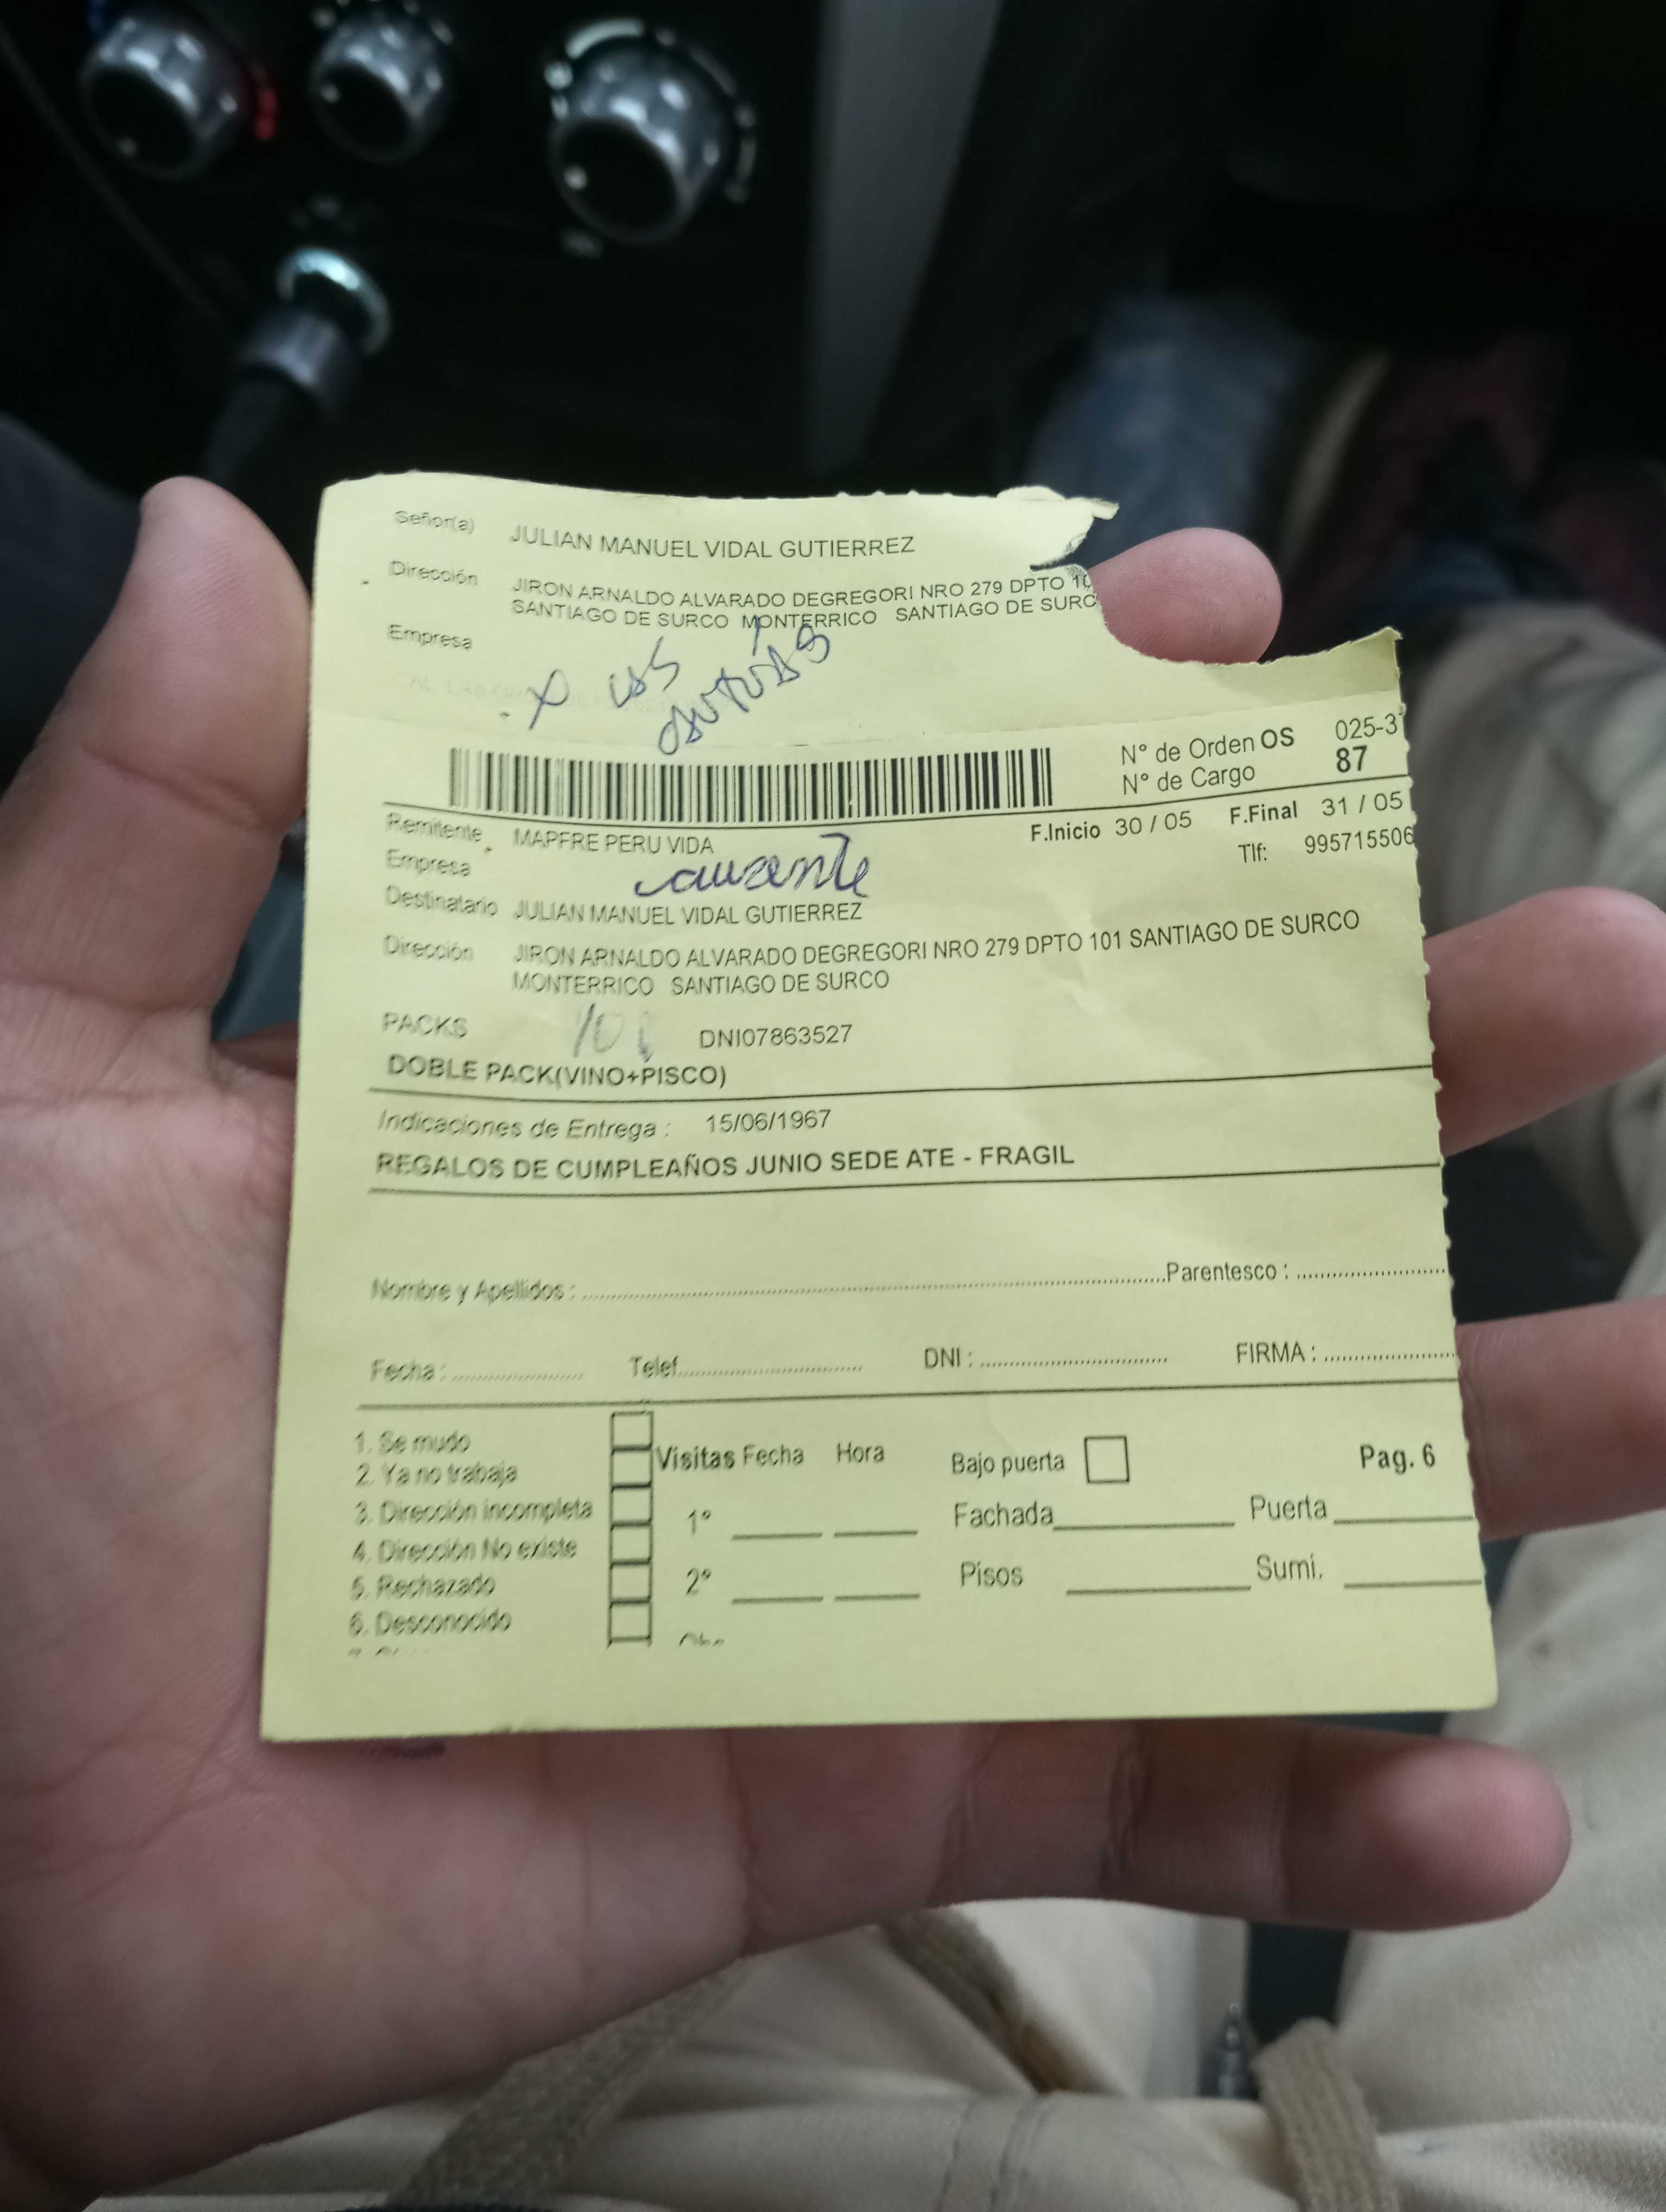 Señor(a) JULIAN MANUEL VIDAL GUTIERREZ
Dirección JIRON ARNALDO ALVARADO DEGREGORI NRO 279 DPTO 10
SANTIAGO DE SURCO MONTERRICO SANTIAGO DE SURC
Empresa
N° de Orden OS 025-3
N° de Cargo 87
F.Inicio 30 / 05 F.Final 31 / 05
Remitente MAPFRE PERU VIDA
Tlf: 995715506
Empresa
Destinatario JULIAN MANUEL VIDAL GUTIERREZ
Dirección JIRON ARNALDO ALVARADO DEGREGORI NRO 279 DPTO 101 SANTIAGO DE SURCO
MONTERRICO SANTIAGO DE SURCO
PACKS 101 DNI07863527
DOBLE PACK(VINO+PISCO)
Indicaciones de Entrega : 15/06/1967
REGALOS DE CUMPLEAÑOS JUNIO SEDE ATE - FRAGIL
Nombre y Apellidos : Parentesco :
Fecha : Telef. DNI : FIRMA :
1. Se mudo
2. Ya no trabaja
3. Dirección incompleta
4. Dirección No existe
5. Rechazado
6. Desconocido
Visitas Fecha Hora
1°
2°
Bajo puerta Pag. 6
Fachada Puerta
Pisos Sumi.